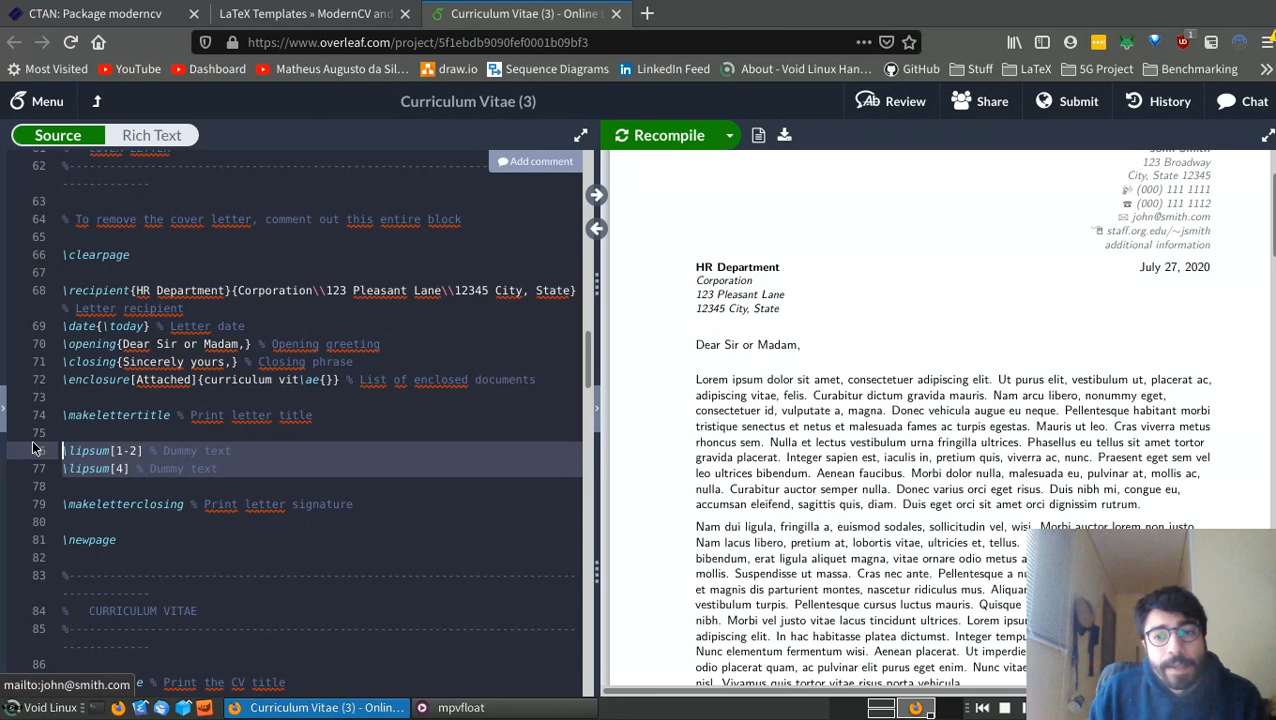 CTAN: Package moderncv
LaTeX Templates » ModernCV and
Curriculum Vitae (3) - Online L
https://www.overleaf.com/project/5f1ebdb9090fef0001b09bf3
Most Visited YouTube Dashboard Matheus Augusto da Sil... draw.io Sequence Diagrams LinkedIn Feed About - Void Linux Han... GitHub Stuff LaTeX 5G Project Benchmarking
Menu Curriculum Vitae (3) Review Share Submit History Chat
Source Rich Text
Recompile
Add comment
61 % COVER LETTER
62 %----------------------------------------------------------------------------
-------------
63
64 % To remove the cover letter, comment out this entire block
65
66 \clearpage
67
68 \recipient{HR Department}{Corporation\\123 Pleasant Lane\\12345 City, State}
% Letter recipient
69 \date{\today} % Letter date
70 \opening{Dear Sir or Madam,} % Opening greeting
71 \closing{Sincerely yours,} % Closing phrase
72 \enclosure[Attached]{curriculum vit\ae{}} % List of enclosed documents
73
74 \makelettertitle % Print letter title
75
76 \lipsum[1-2] % Dummy text
77 \lipsum[4] % Dummy text
78
79 \makeletterclosing % Print letter signature
80
81 \newpage
82
83 %----------------------------------------------------------------------------
-------------
84 % CURRICULUM VITAE
85 %----------------------------------------------------------------------------
-------------
86
% Print the CV title
mailto:john@smith.com
John Smith
123 Broadway
City, State 12345
(000) 111 1111
(000) 111 1112
john@smith.com
staff.org.edu/~jsmith
additional information
HR Department July 27, 2020
Corporation
123 Pleasant Lane
12345 City, State
Dear Sir or Madam,
Lorem ipsum dolor sit amet, consectetuer adipiscing elit. Ut purus elit, vestibulum ut, placerat ac,
adipiscing vitae, felis. Curabitur dictum gravida mauris. Nam arcu libero, nonummy eget,
consectetuer id, vulputate a, magna. Donec vehicula augue eu neque. Pellentesque habitant morbi
tristique senectus et netus et malesuada fames ac turpis egestas. Mauris ut leo. Cras viverra metus
rhoncus sem. Nulla et lectus vestibulum urna fringilla ultrices. Phasellus eu tellus sit amet tortor
gravida placerat. Integer sapien est, iaculis in, pretium quis, viverra ac, nunc. Praesent eget sem vel
leo ultrices bibendum. Aenean faucibus. Morbi dolor nulla, malesuada eu, pulvinar at, mollis ac,
nulla. Curabitur auctor semper nulla. Donec varius orci eget risus. Duis nibh mi, congue eu,
accumsan eleifend, sagittis quis, diam. Duis eget orci sit amet orci dignissim rutrum.
Nam dui ligula, fringilla a, euismod sodales, sollicitudin vel, wisi. Morbi auctor lorem non justo.
Nam lacus libero, pretium at, lobortis vitae, ultricies et, tellus.
bibendum, erat ligula aliquet magna, vitae ornare odio metus a
mollis. Suspendisse ut massa. Cras nec ante. Pellentesque a nu
et magnis dis parturient montes, nascetur ridiculus mus. Aliquam
vestibulum turpis. Pellentesque cursus luctus mauris. Quisque
nibh. Morbi vel justo vitae lacus tincidunt ultrices. Lorem ipsum
adipiscing elit. In hac habitasse platea dictumst. Integer tempu
Nunc elementum fermentum wisi. Aenean placerat. Ut imperdie
odio placerat quam, ac pulvinar elit purus eget enim. Nunc vi
nisl. Vivamus quis tortor vitae risus porta vehicula.
Void Linux Curriculum Vitae (3) - Onlin... mpvfloat